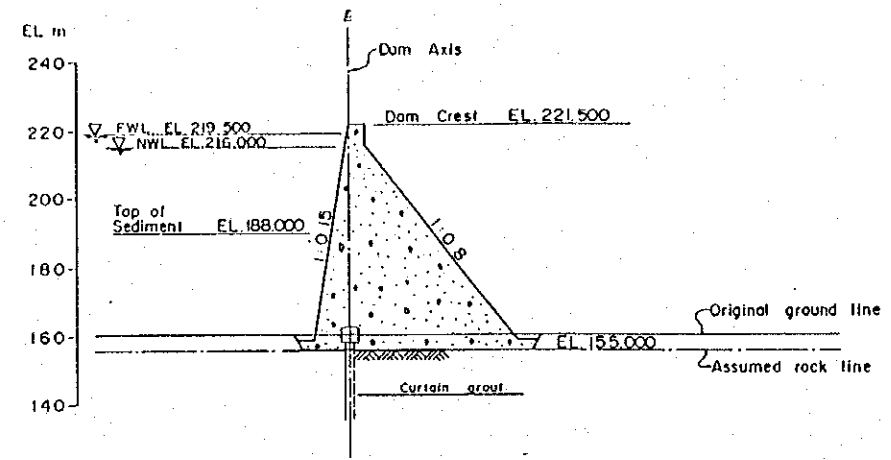 EL m
Dam Axis
240
FWL EL.219.500
Dam Crest EL.221.500
220
NWL EL.216.000
200
Top of
Sediment EL.188.000
1:0.15
1:0.8
180
Original ground line
160
EL.155.000
Assumed rock line
Curtain grout
140